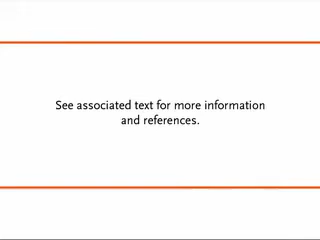 See associated text for more information
and references.